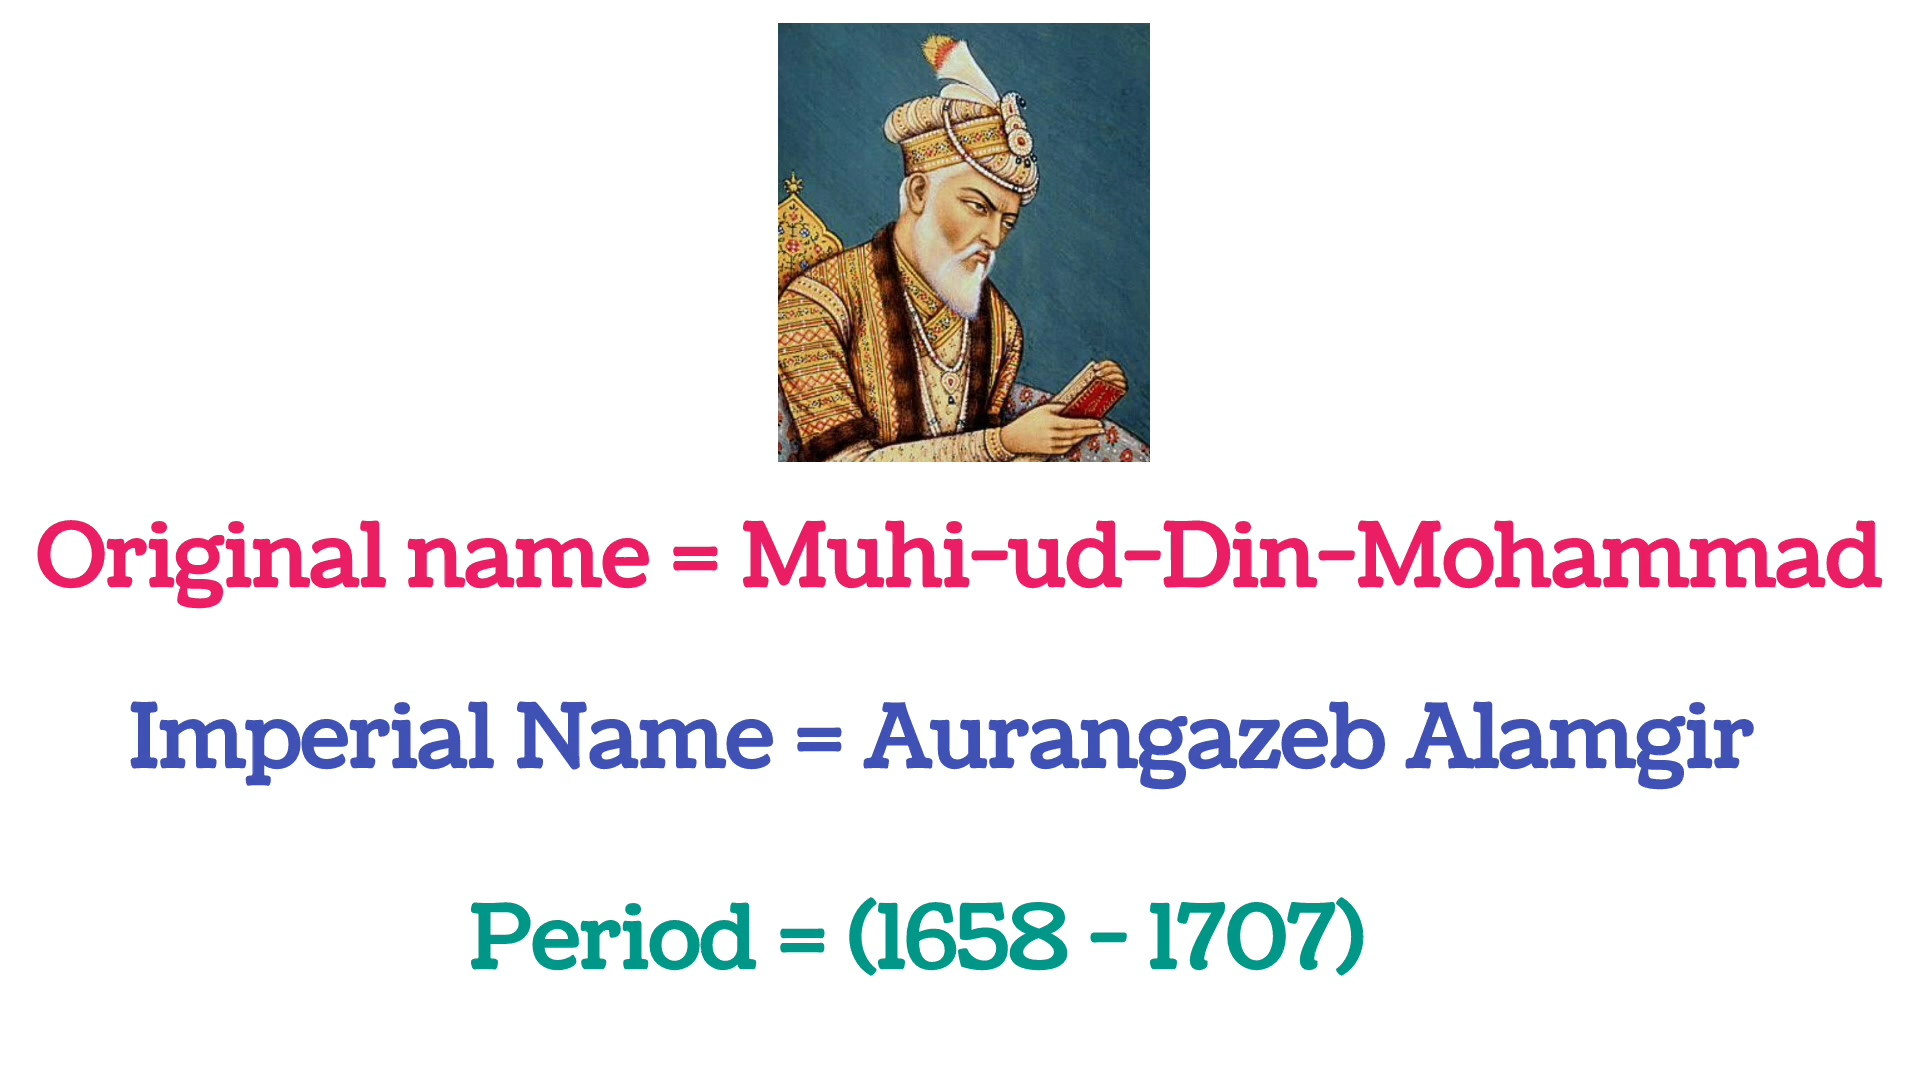 Original name = Muhi-ud-Din-Mohammad
Imperial Name = Aurangazeb Alamgir
Period = (1658 - 1707)